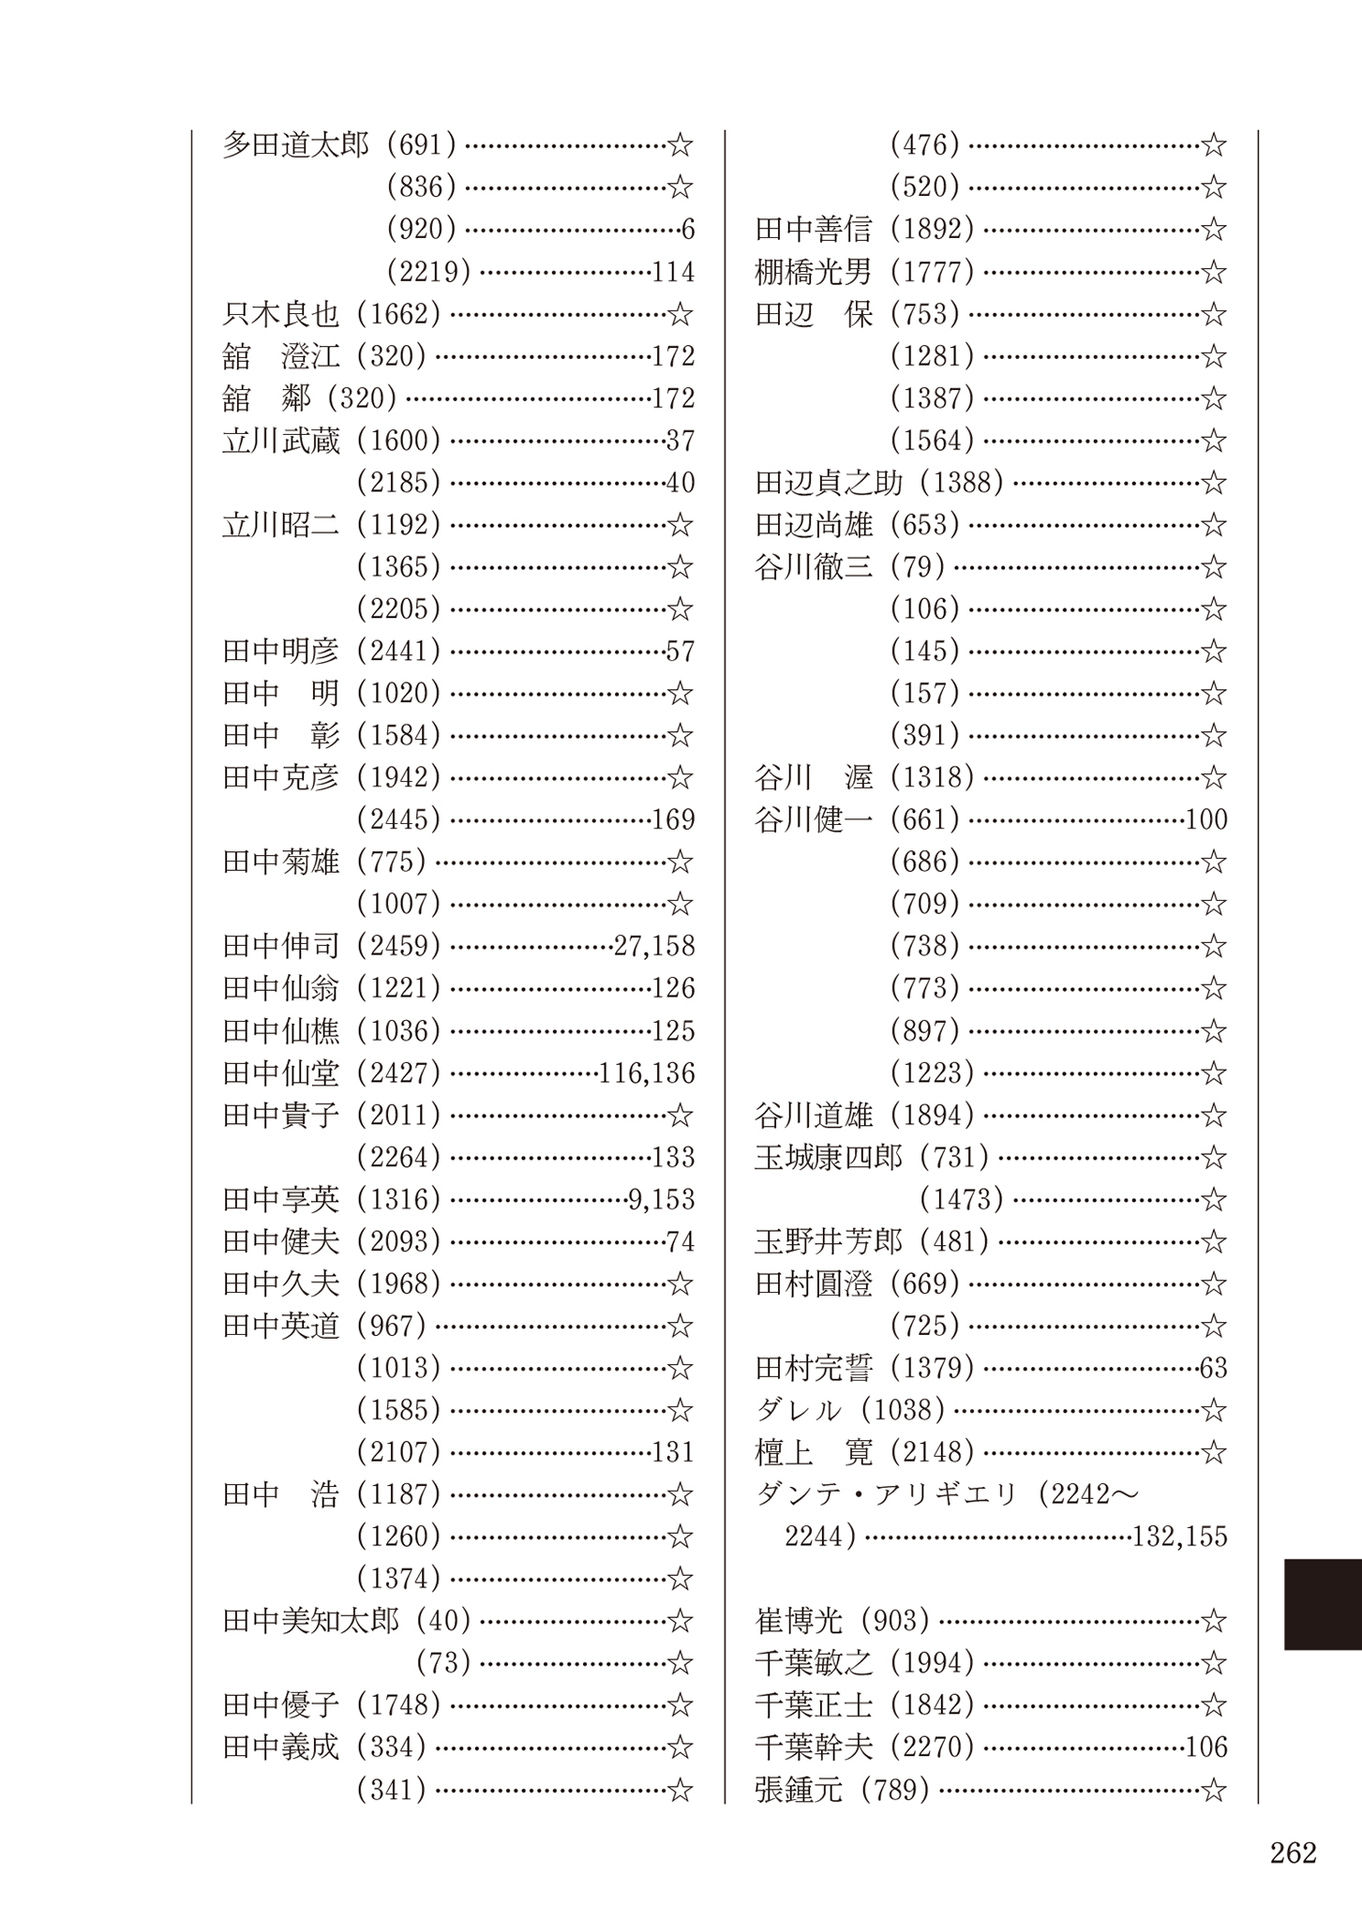 多田道太郎（691）…………………☆
（836）…………………☆
（920）…………………6
（2219）…………………114
只木良也（1662）…………………☆
舘　澄江（320）…………………172
舘　鄰（320）…………………172
立川武蔵（1600）…………………37
（2185）…………………40
立川昭二（1192）…………………☆
（1365）…………………☆
（2205）…………………☆
田中明彦（2441）…………………57
田中　明（1020）…………………☆
田中　彰（1584）…………………☆
田中克彦（1942）…………………☆
（2445）…………………169
田中菊雄（775）…………………☆
（1007）…………………☆
田中伸司（2459）…………………27,158
田中仙翁（1221）…………………126
田中仙樵（1036）…………………125
田中仙堂（2427）…………………116,136
田中貴子（2011）…………………☆
（2264）…………………133
田中享英（1316）…………………9,153
田中健夫（2093）…………………74
田中久夫（1968）…………………☆
田中英道（967）…………………☆
（1013）…………………☆
（1585）…………………☆
（2107）…………………131
田中　浩（1187）…………………☆
（1260）…………………☆
（1374）…………………☆
田中美知太郎（40）…………………☆
（73）…………………☆
田中優子（1748）…………………☆
田中義成（334）…………………☆
（341）…………………☆
（476）…………………☆
（520）…………………☆
田中善信（1892）…………………☆
棚橋光男（1777）…………………☆
田辺　保（753）…………………☆
（1281）…………………☆
（1387）…………………☆
（1564）…………………☆
田辺貞之助（1388）…………………☆
田辺尚雄（653）…………………☆
谷川徹三（79）…………………☆
（106）…………………☆
（145）…………………☆
（157）…………………☆
（391）…………………☆
谷川　渥（1318）…………………☆
谷川健一（661）…………………100
（686）…………………☆
（709）…………………☆
（738）…………………☆
（773）…………………☆
（897）…………………☆
（1223）…………………☆
谷川道雄（1894）…………………☆
玉城康四郎（731）…………………☆
（1473）…………………☆
玉野井芳郎（481）…………………☆
田村圓澄（669）…………………☆
（725）…………………☆
田村完誓（1379）…………………63
ダレル（1038）…………………☆
檀上　寛（2148）…………………☆
ダンテ・アリギエリ（2242〜
2244）…………………132,155
崔博光（903）…………………☆
千葉敏之（1994）…………………☆
千葉正士（1842）…………………☆
千葉幹夫（2270）…………………106
張鍾元（789）…………………☆
262